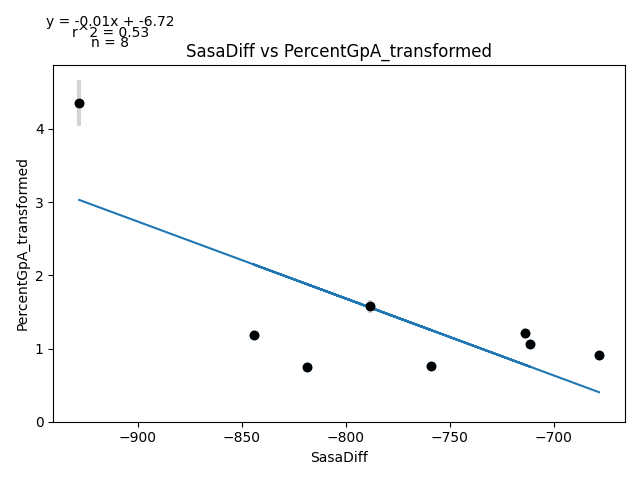 y = -0.01x + -6.72
r^2 = 0.53
n = 8
SasaDiff vs PercentGpA_transformed
PercentGpA_transformed
4
3
2
1
0
−900
−850
−800
−750
−700
SasaDiff